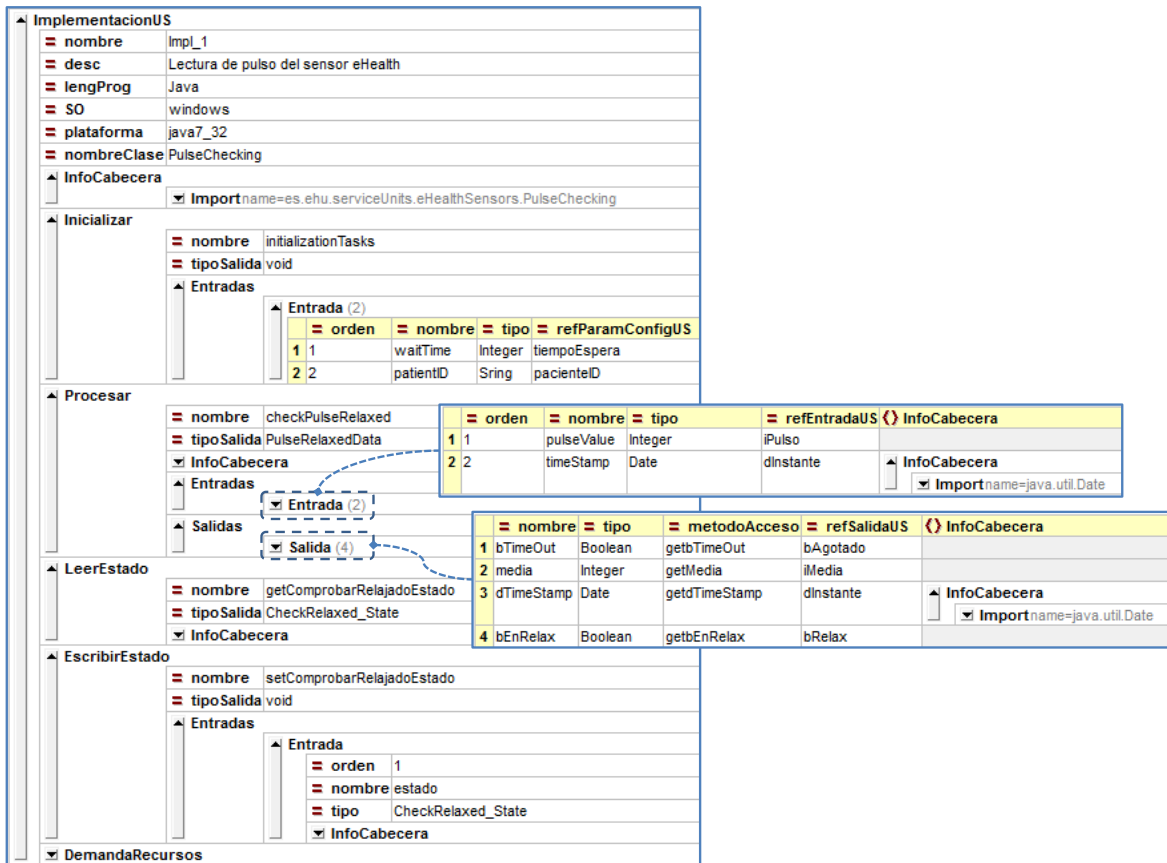 ImplementacionUS
= nombre Impl_1
= desc Lectura de pulso del sensor eHealth
= lengProg Java
= SO windows
= plataforma java7_32
= nombreClase PulseChecking
InfoCabecera
Import name=es.ehu.serviceUnits.eHealthSensors.PulseChecking
Inicializar
= nombre initializationTasks
= tipoSalida void
Entradas
Entrada (2)
= orden = nombre = tipo = refParamConfigUS
1 1 waitTime Integer tiempoEspera
2 2 patientID Sring pacienteID
Procesar
= nombre checkPulseRelaxed
= tipoSalida PulseRelaxedData
InfoCabecera
Entradas
Entrada (2)
Salidas
Salida (4)
= orden = nombre = tipo = refEntradaUS {} InfoCabecera
1 1 pulseValue Integer iPulso
2 2 timeStamp Date dInstante InfoCabecera
Import name=java.util.Date
= nombre = tipo = metodoAcceso = refSalidaUS {} InfoCabecera
1 bTimeOut Boolean getbTimeOut bAgotado
2 media Integer getMedia iMedia
3 dTimeStamp Date getdTimeStamp dInstante InfoCabecera
Import name=java.util.Date
4 bEnRelax Boolean getbEnRelax bRelax
LeerEstado
= nombre getComprobarRelajadoEstado
= tipoSalida CheckRelaxed_State
InfoCabecera
EscribirEstado
= nombre setComprobarRelajadoEstado
= tipoSalida void
Entradas
Entrada
= orden 1
= nombre estado
= tipo CheckRelaxed_State
InfoCabecera
DemandaRecursos